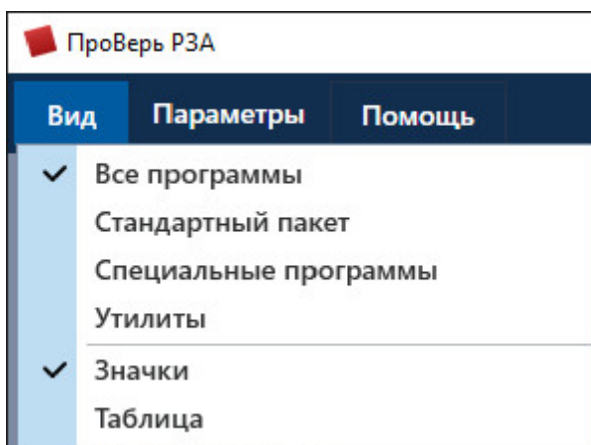 ПроВерь РЗА
Вид Параметры Помощь
Все программы
Стандартный пакет
Специальные программы
Утилиты
Значки
Таблица